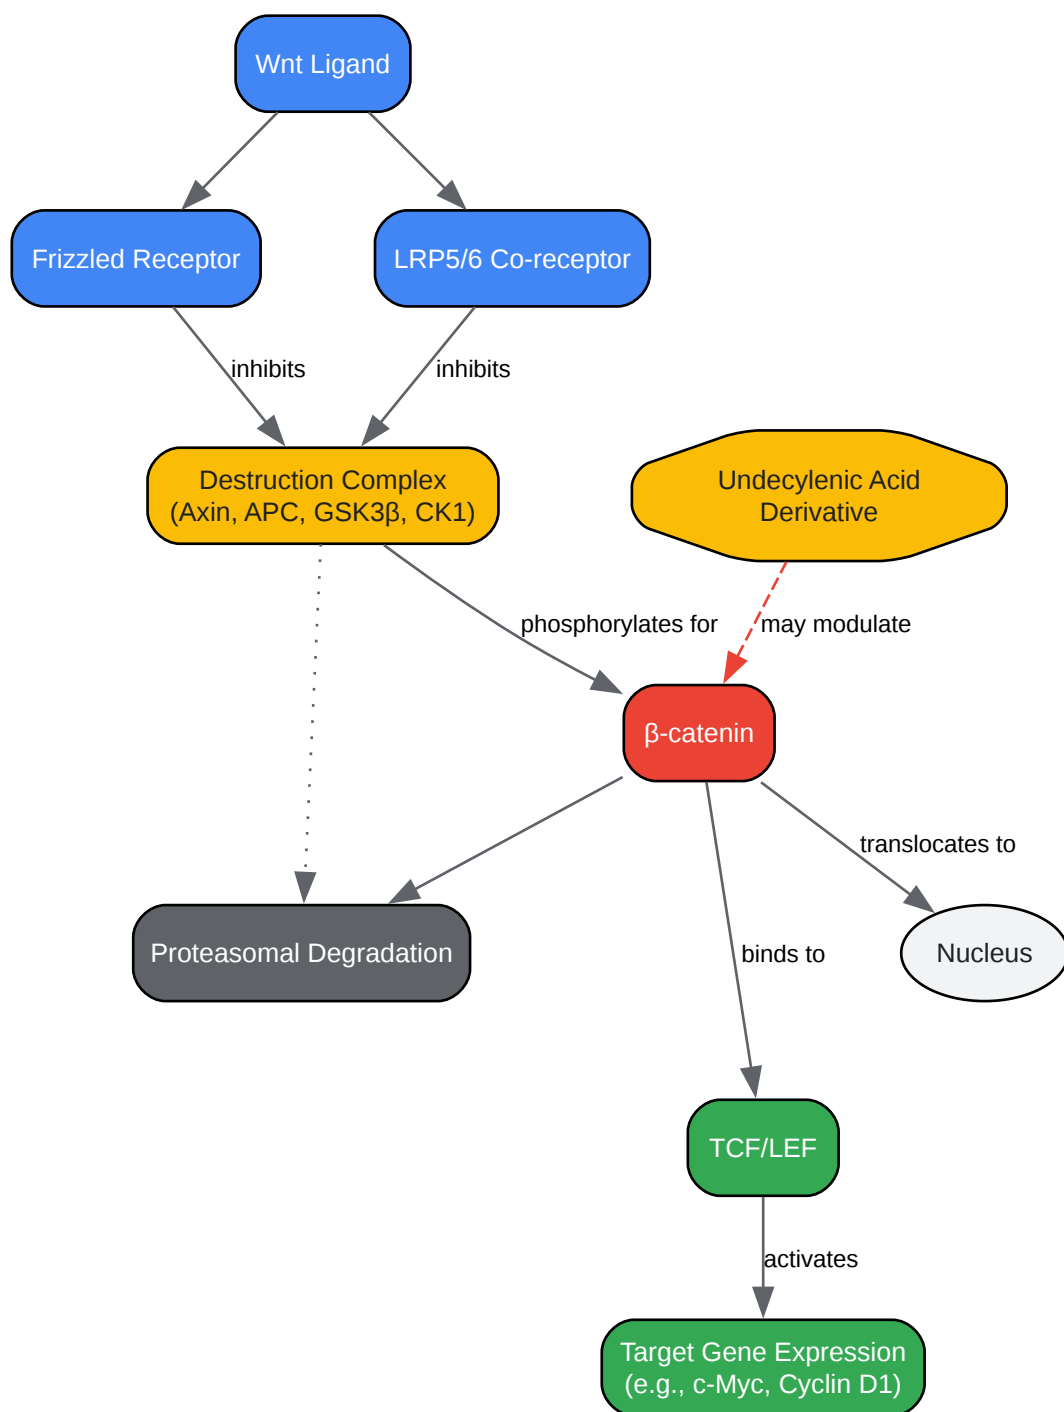 Wnt Ligand
Frizzled Receptor
LRP5/6 Co-receptor
inhibits
inhibits
Destruction Complex
(Axin, APC, GSK3β, CK1)
Undecylenic Acid
Derivative
phosphorylates for
may modulate
β-catenin
translocates to
Proteasomal Degradation
binds to
Nucleus
TCF/LEF
activates
Target Gene Expression
(e.g., c-Myc, Cyclin D1)